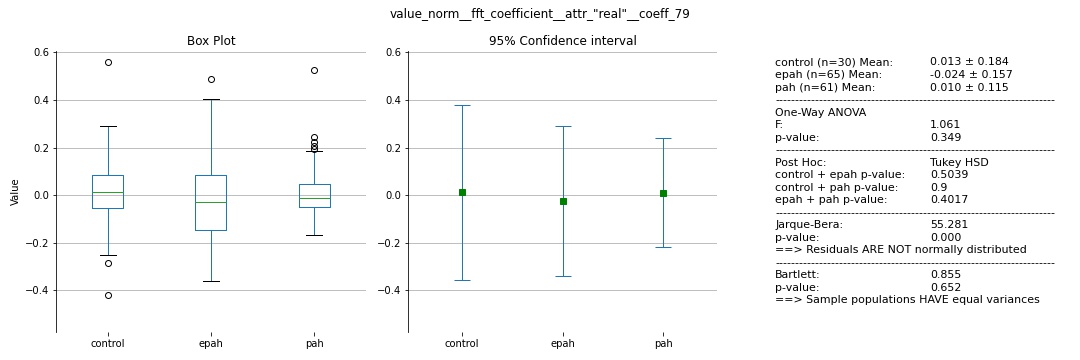 value_norm__fft_coefficient__attr_"real"__coeff_79
Box Plot
Value
0.6
0.4
0.2
0.0
−0.2
−0.4
control epah pah
95% Confidence interval
0.6
0.4
0.2
0.0
−0.2
−0.4
control epah pah
control (n=30) Mean: 0.013 ± 0.184
epah (n=65) Mean: -0.024 ± 0.157
pah (n=61) Mean: 0.010 ± 0.115
One-Way ANOVA
F: 1.061
p-value: 0.349
Post Hoc: Tukey HSD
control + epah p-value: 0.5039
control + pah p-value: 0.9
epah + pah p-value: 0.4017
Jarque-Bera: 55.281
p-value: 0.000
==> Residuals ARE NOT normally distributed
Bartlett: 0.855
p-value: 0.652
==> Sample populations HAVE equal variances